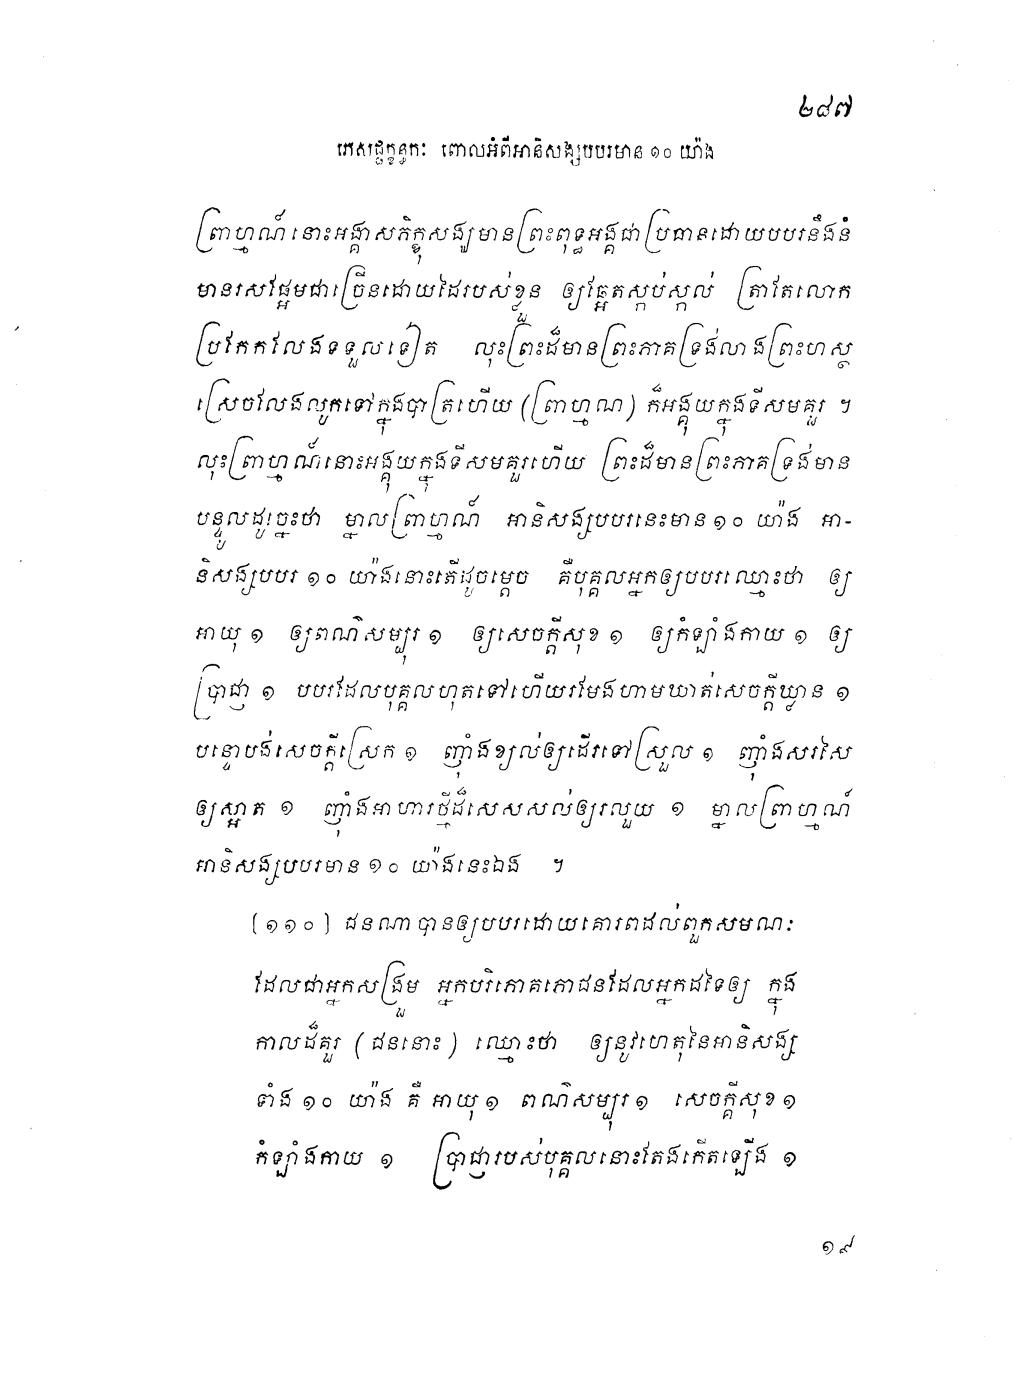 ២៨៧
ភេសជ្ជក្ខន្ធកៈ ពោលអំពីអានិសង្សបបរមាន ១០ យ៉ាង
ព្រាហ្មណ៍នោះអង្គាសភិក្ខុសង្ឃមានព្រះពុទ្ធអង្គជាប្រធានដោយបបរនឹងនំ
មានរសផ្អែមជាច្រើនដោយដៃរបស់ខ្លួន ឲ្យឆ្អែតស្កប់ស្កល់ ត្រាតែលោក
ប្រកែកលែងទទួលទៀត លុះព្រះដ៏មានព្រះភាគទ្រង់លាងព្រះហស្ត
ស្រេចលែងលូកទៅក្នុងបាត្រហើយ (ព្រាហ្មណ) ក៏អង្គុយក្នុងទីសមគួរ ។
លុះព្រាហ្មណ៍នោះអង្គុយក្នុងទីសមគួរហើយ ព្រះដ៏មានព្រះភាគទ្រង់មាន
បន្ទូលដូច្នេះថា ម្នាលព្រាហ្មណ៍ អានិសង្សបបរនេះមាន ១០ យ៉ាង អា-
និសង្សបបរ ១០ យ៉ាងនោះតើដូចម្តេច គឺបុគ្គលអ្នកឲ្យបបរឈ្មោះថា ឲ្យ
អាយុ ១ ឲ្យពណ៌សម្បុរ ១ ឲ្យសេចក្តីសុខ ១ ឲ្យកំឡាំងកាយ ១ ឲ្យ
ប្រាជ្ញា ១ បបរដែលបុគ្គលហុតទៅហើយរមែងហាមឃាត់សេចក្តីឃ្លាន ១
បន្ទោបង់សេចក្តីស្រេក ១ ញ៉ាំងខ្យល់ឲ្យដើរទៅស្រួល ១ ញ៉ាំងសរសៃ
ឲ្យស្អាត ១ ញ៉ាំងអាហារថ្មីដ៏សេសសល់ឲ្យរលួយ ១ ម្នាលព្រាហ្មណ៍
អានិសង្សបបរមាន ១០ យ៉ាងនេះឯង ។
[១១០] ជនណាបានឲ្យបបរដោយគោរពដល់ពួកសមណៈ
ដែលជាអ្នកសង្រួម អ្នកបរិភោគភោជនដែលអ្នកដទៃឲ្យ ក្នុង
កាលដ៏គួរ (ជននោះ) ឈ្មោះថា ឲ្យនូវហេតុនៃអានិសង្ស
ទាំង ១០ យ៉ាង គឺ អាយុ ១ ពណ៌សម្បុរ ១ សេចក្តីសុខ ១
កំឡាំងកាយ ១ ប្រាជ្ញារបស់បុគ្គលនោះតែងកើតឡើង ១
១៩